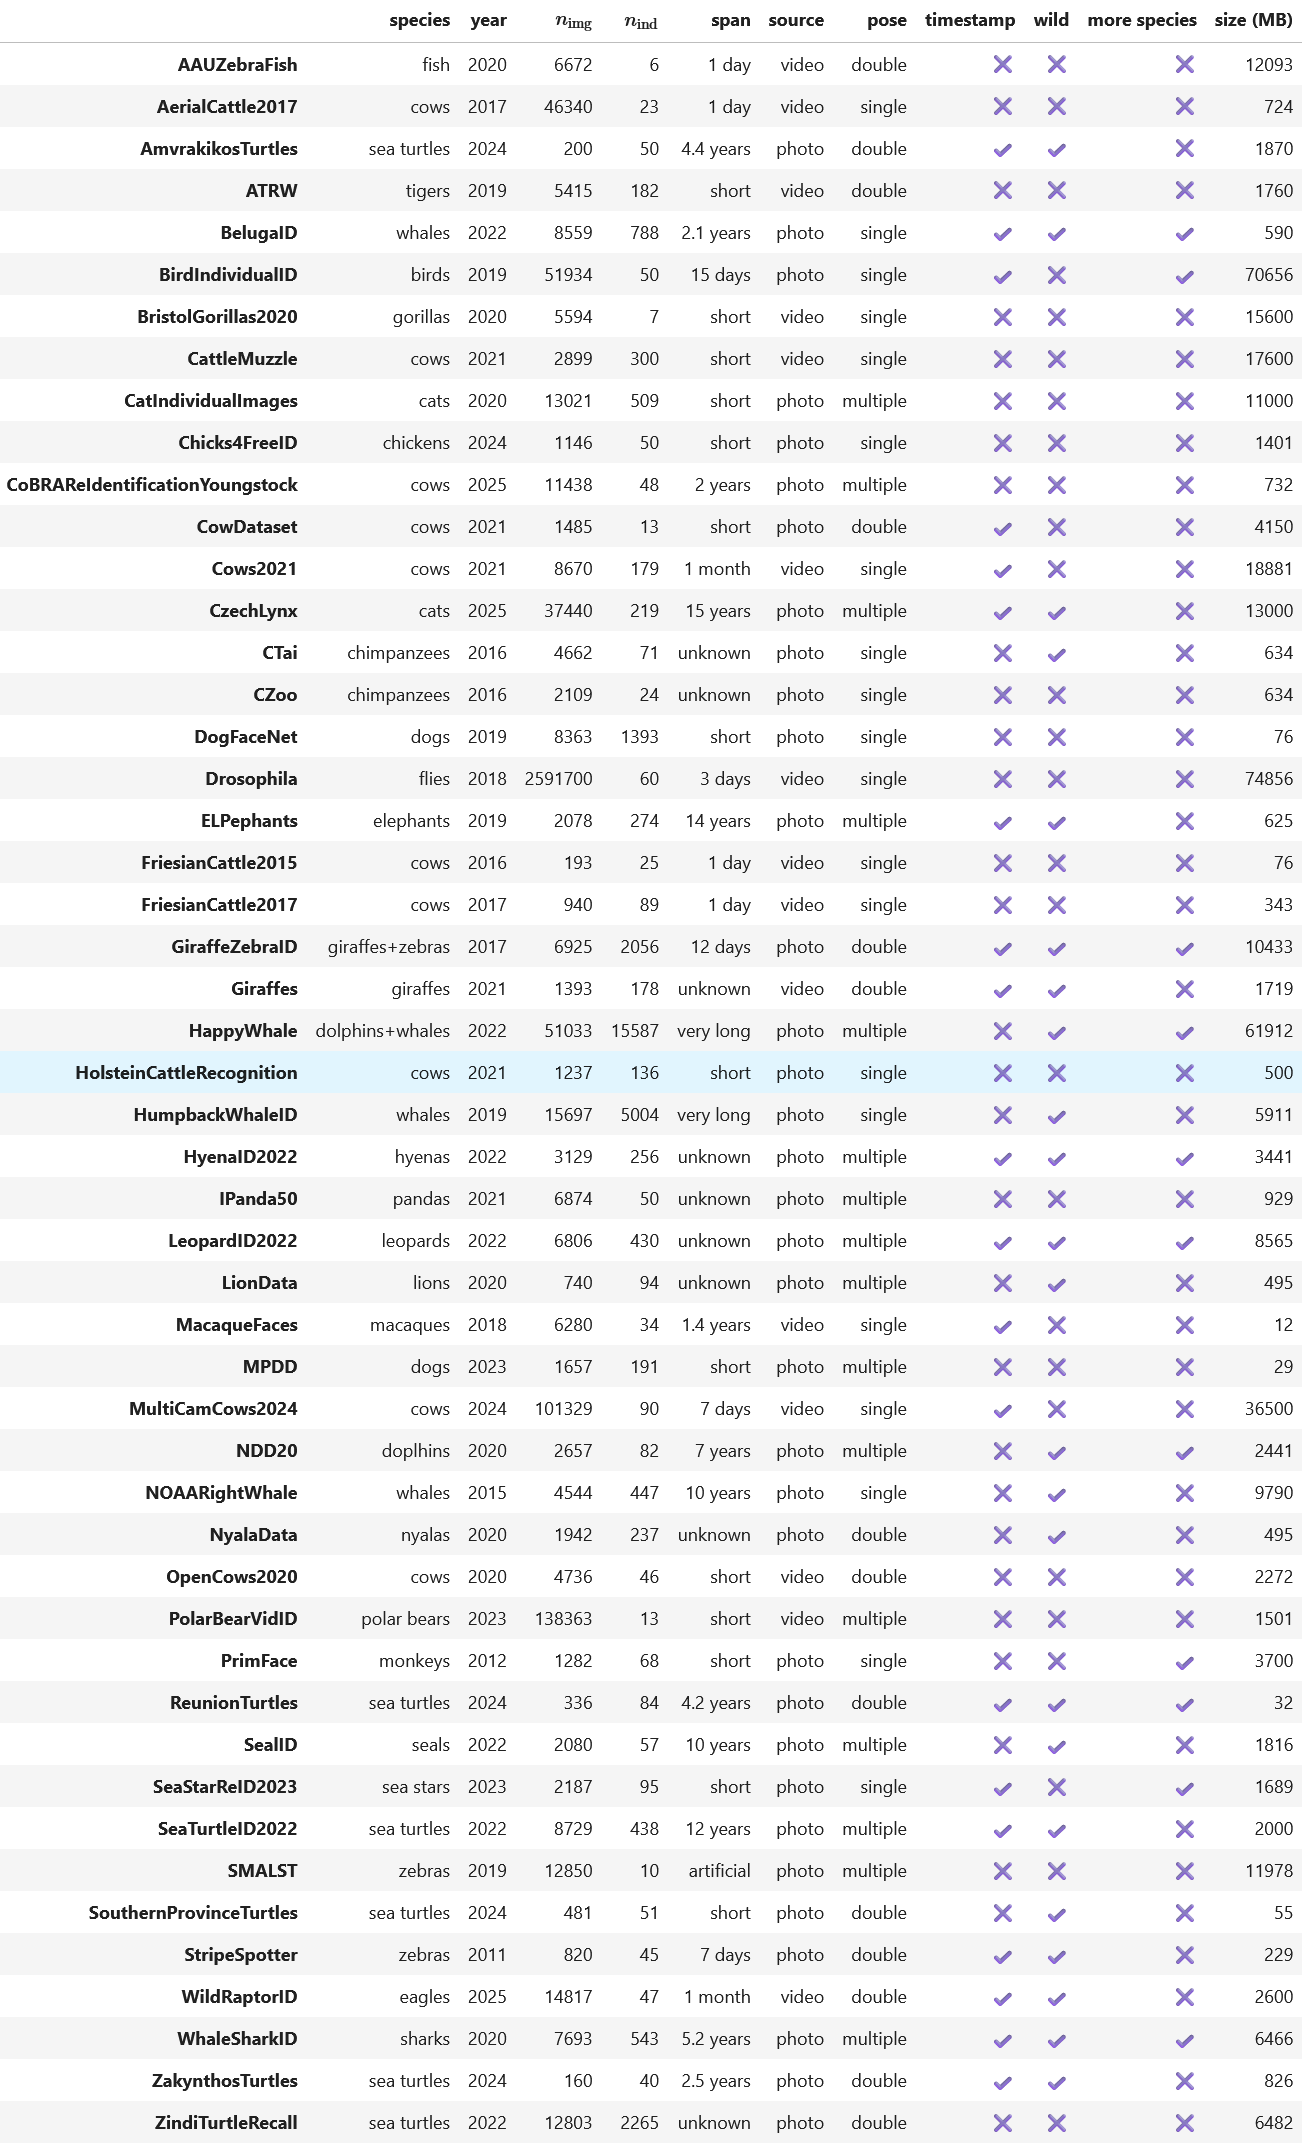 species year n_img n_ind span source pose timestamp wild more species size (MB)
AAUZebraFish fish 2020 6672 6 1 day video double ✗ ✗ ✗ 12093
AerialCattle2017 cows 2017 46340 23 1 day video single ✗ ✗ ✗ 724
AmvrakikosTurtles sea turtles 2024 200 50 4.4 years photo double ✓ ✓ ✗ 1870
ATRW tigers 2019 5415 182 short video double ✗ ✗ ✗ 1760
BelugaID whales 2022 8559 788 2.1 years photo single ✓ ✓ ✓ 590
BirdIndividualID birds 2019 51934 50 15 days photo single ✓ ✗ ✓ 70656
BristolGorillas2020 gorillas 2020 5594 7 short video single ✗ ✗ ✗ 15600
CattleMuzzle cows 2021 2899 300 short video single ✗ ✗ ✗ 17600
CatIndividualImages cats 2020 13021 509 short photo multiple ✗ ✗ ✗ 11000
Chicks4FreeID chickens 2024 1146 50 short photo single ✗ ✗ ✗ 1401
CoBRAReIdentificationYoungstock cows 2025 11438 48 2 years photo multiple ✗ ✗ ✗ 732
CowDataset cows 2021 1485 13 short photo double ✓ ✗ ✗ 4150
Cows2021 cows 2021 8670 179 1 month video single ✓ ✗ ✗ 18881
CzechLynx cats 2025 37440 219 15 years photo multiple ✓ ✓ ✗ 13000
CTai chimpanzees 2016 4662 71 unknown photo single ✗ ✓ ✗ 634
CZoo chimpanzees 2016 2109 24 unknown photo single ✗ ✗ ✗ 634
DogFaceNet dogs 2019 8363 1393 short photo single ✗ ✗ ✗ 76
Drosophila flies 2018 2591700 60 3 days video single ✗ ✗ ✗ 74856
ELPephants elephants 2019 2078 274 14 years photo multiple ✓ ✓ ✗ 625
FriesianCattle2015 cows 2016 193 25 1 day video single ✗ ✗ ✗ 76
FriesianCattle2017 cows 2017 940 89 1 day video single ✗ ✗ ✗ 343
GiraffeZebraID giraffes+zebras 2017 6925 2056 12 days photo double ✓ ✓ ✓ 10433
Giraffes giraffes 2021 1393 178 unknown video double ✓ ✓ ✗ 1719
HappyWhale dolphins+whales 2022 51033 15587 very long photo multiple ✗ ✓ ✓ 61912
HolsteinCattleRecognition cows 2021 1237 136 short photo single ✗ ✗ ✗ 500
HumpbackWhaleID whales 2019 15697 5004 very long photo single ✗ ✓ ✗ 5911
HyenaID2022 hyenas 2022 3129 256 unknown photo multiple ✓ ✓ ✓ 3441
IPanda50 pandas 2021 6874 50 unknown photo multiple ✗ ✗ ✗ 929
LeopardID2022 leopards 2022 6806 430 unknown photo multiple ✓ ✓ ✓ 8565
LionData lions 2020 740 94 unknown photo multiple ✗ ✓ ✗ 495
MacaqueFaces macaques 2018 6280 34 1.4 years video single ✓ ✗ ✗ 12
MPDD dogs 2023 1657 191 short photo multiple ✗ ✗ ✗ 29
MultiCamCows2024 cows 2024 101329 90 7 days video single ✓ ✗ ✗ 36500
NDD20 doplhins 2020 2657 82 7 years photo multiple ✗ ✓ ✓ 2441
NOAARightWhale whales 2015 4544 447 10 years photo single ✗ ✓ ✗ 9790
NyalaData nyalas 2020 1942 237 unknown photo double ✗ ✓ ✗ 495
OpenCows2020 cows 2020 4736 46 short video double ✗ ✗ ✗ 2272
PolarBearVidID polar bears 2023 138363 13 short video multiple ✗ ✗ ✗ 1501
PrimFace monkeys 2012 1282 68 short photo single ✗ ✗ ✓ 3700
ReunionTurtles sea turtles 2024 336 84 4.2 years photo double ✓ ✓ ✓ 32
SealID seals 2022 2080 57 10 years photo multiple ✗ ✓ ✗ 1816
SeaStarReID2023 sea stars 2023 2187 95 short photo single ✓ ✗ ✓ 1689
SeaTurtleID2022 sea turtles 2022 8729 438 12 years photo multiple ✓ ✓ ✗ 2000
SMALST zebras 2019 12850 10 artificial photo multiple ✗ ✗ ✗ 11978
SouthernProvinceTurtles sea turtles 2024 481 51 short photo double ✗ ✓ ✗ 55
StripeSpotter zebras 2011 820 45 7 days photo double ✓ ✓ ✗ 229
WildRaptorID eagles 2025 14817 47 1 month video double ✓ ✓ ✗ 2600
WhaleSharkID sharks 2020 7693 543 5.2 years photo multiple ✓ ✓ ✓ 6466
ZakynthosTurtles sea turtles 2024 160 40 2.5 years photo double ✓ ✓ ✗ 826
ZindiTurtleRecall sea turtles 2022 12803 2265 unknown photo double ✗ ✗ ✗ 6482